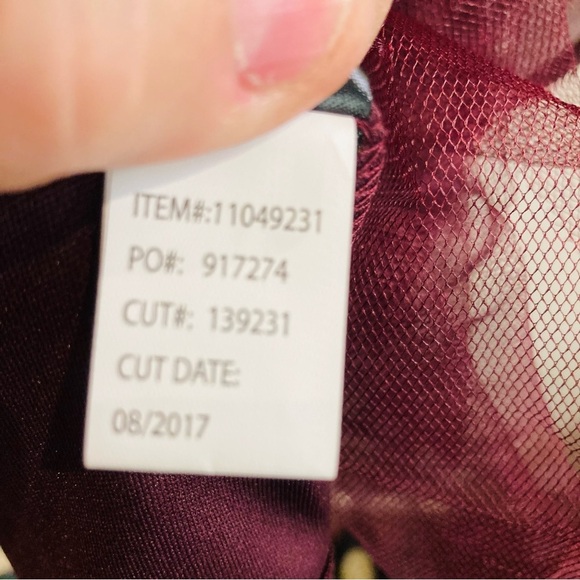 ITEM#:11049231
PO#: 917274
CUT#: 139231
CUT DATE:
08/2017